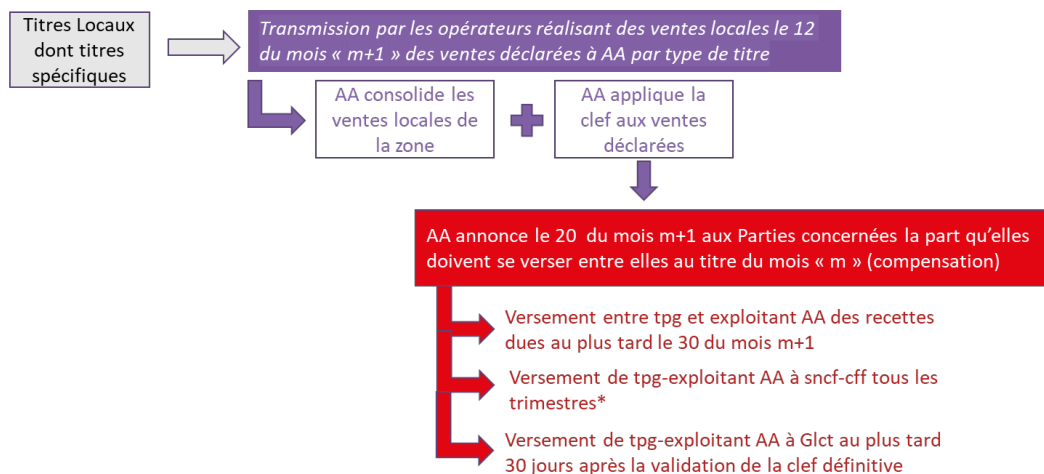 Titres Locaux
dont titres
spécifiques
Transmission par les opérateurs réalisant des ventes locales le 12
du mois « m+1 » des ventes déclarées à AA par type de titre
AA consolide les
ventes locales de
la zone
AA applique la
clef aux ventes
déclarées
AA annonce le 20 du mois m+1 aux Parties concernées la part qu’elles
doivent se verser entre elles au titre du mois « m » (compensation)
Versement entre tpg et exploitant AA des recettes
dues au plus tard le 30 du mois m+1
Versement de tpg-exploitant AA à sncf-cff tous les
trimestres*
Versement de tpg-exploitant AA à Glct au plus tard
30 jours après la validation de la clef définitive